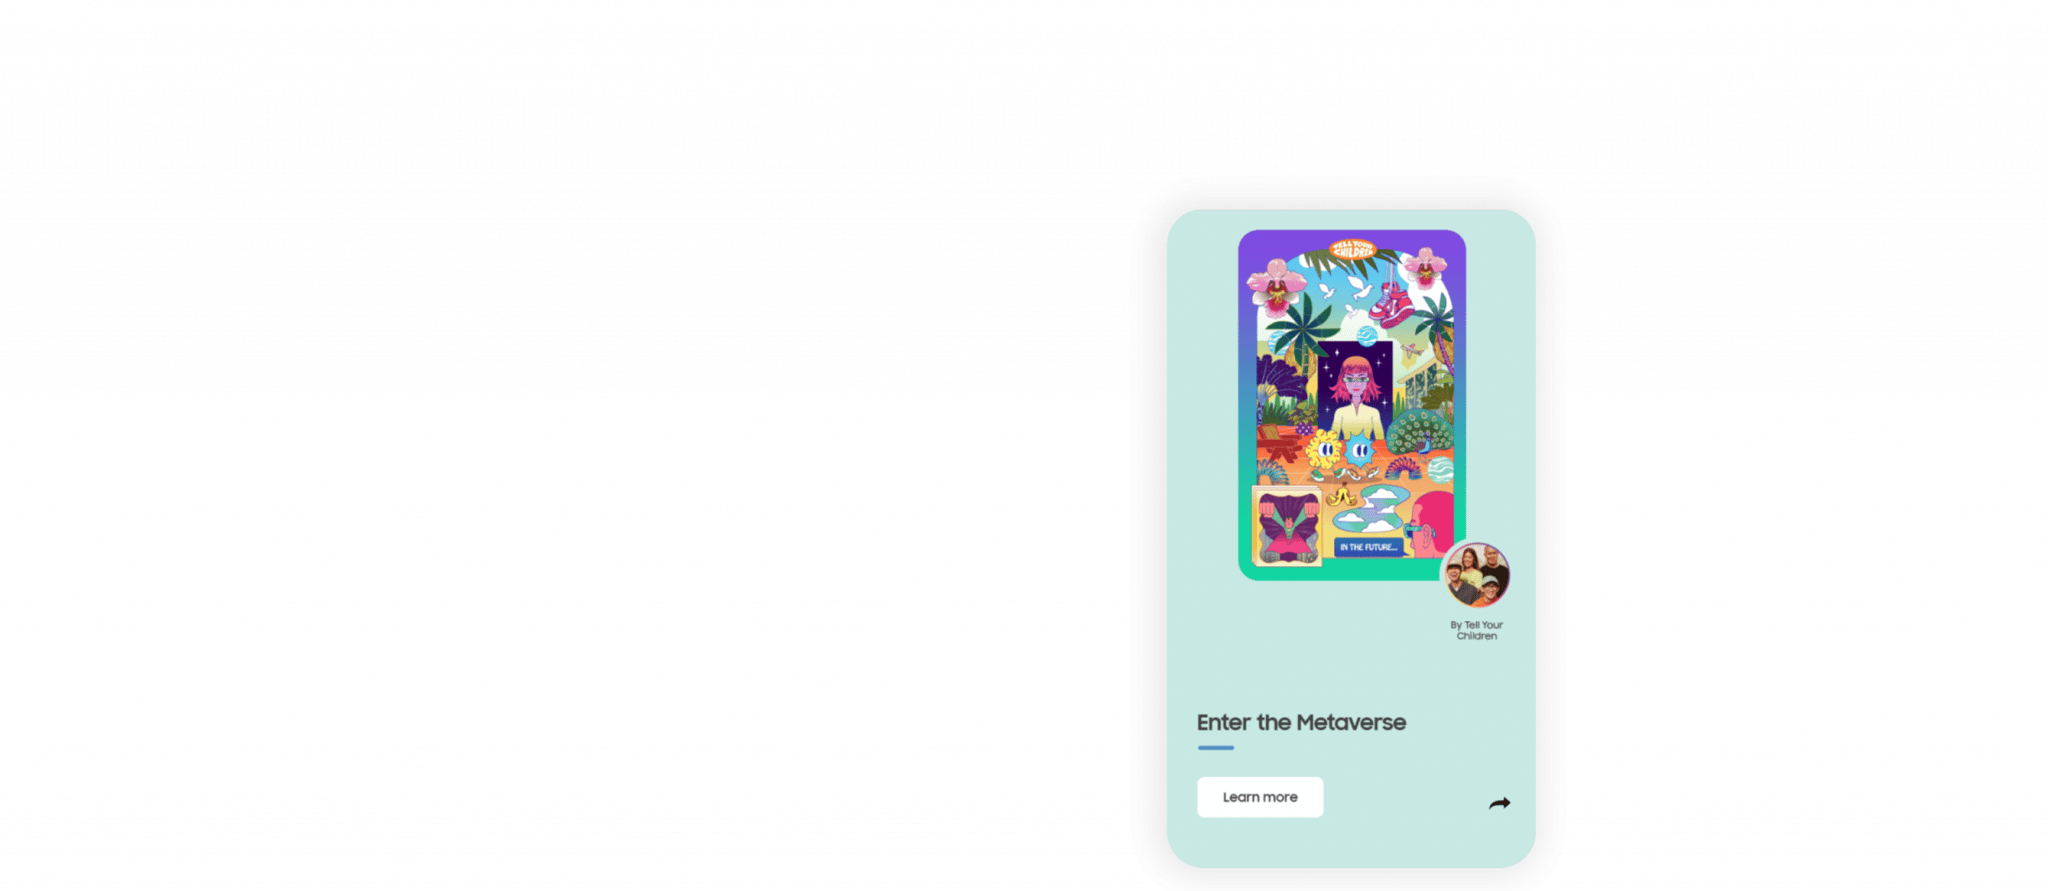 TELL YOUR
CHILDREN
IN THE FUTURE...
By Tell Your
Children
Enter the Metaverse
Learn more